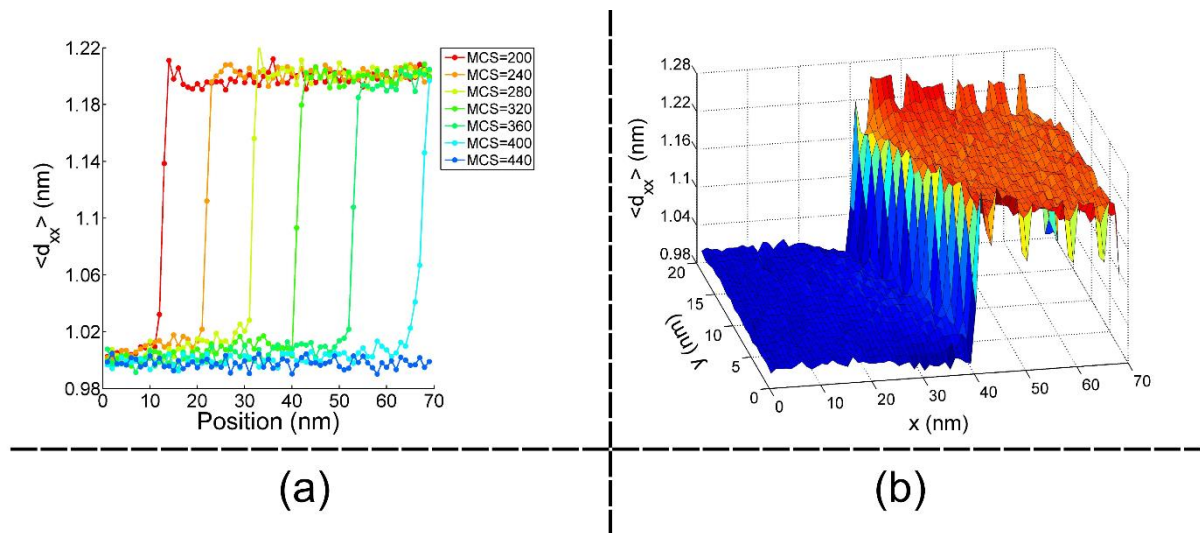 1.22
1.18
1.14
1.1
1.06
1.02
0.98
<d_xx> (nm)
0 10 20 30 40 50 60 70
Position (nm)
MCS=200
MCS=240
MCS=280
MCS=320
MCS=360
MCS=400
MCS=440
(a)
1.28
1.22
1.16
1.1
1.04
0.98
<d_xx> (nm)
20
15
10
5
0
y (nm)
0 10 20 30 40 50 60 70
x (nm)
(b)